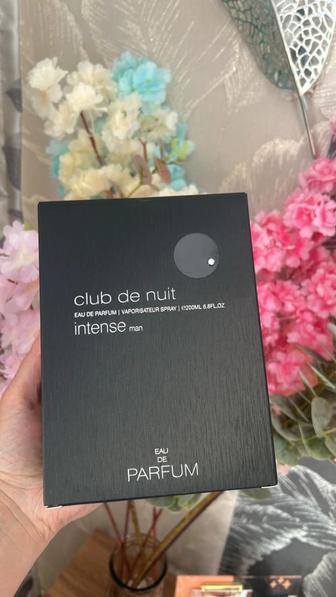 club de nuit
EAU DE PARFUM | VAPORISATEUR SPRAY | ℮200ML 6.8FL.OZ
intense man
EAU
DE
PARFUM